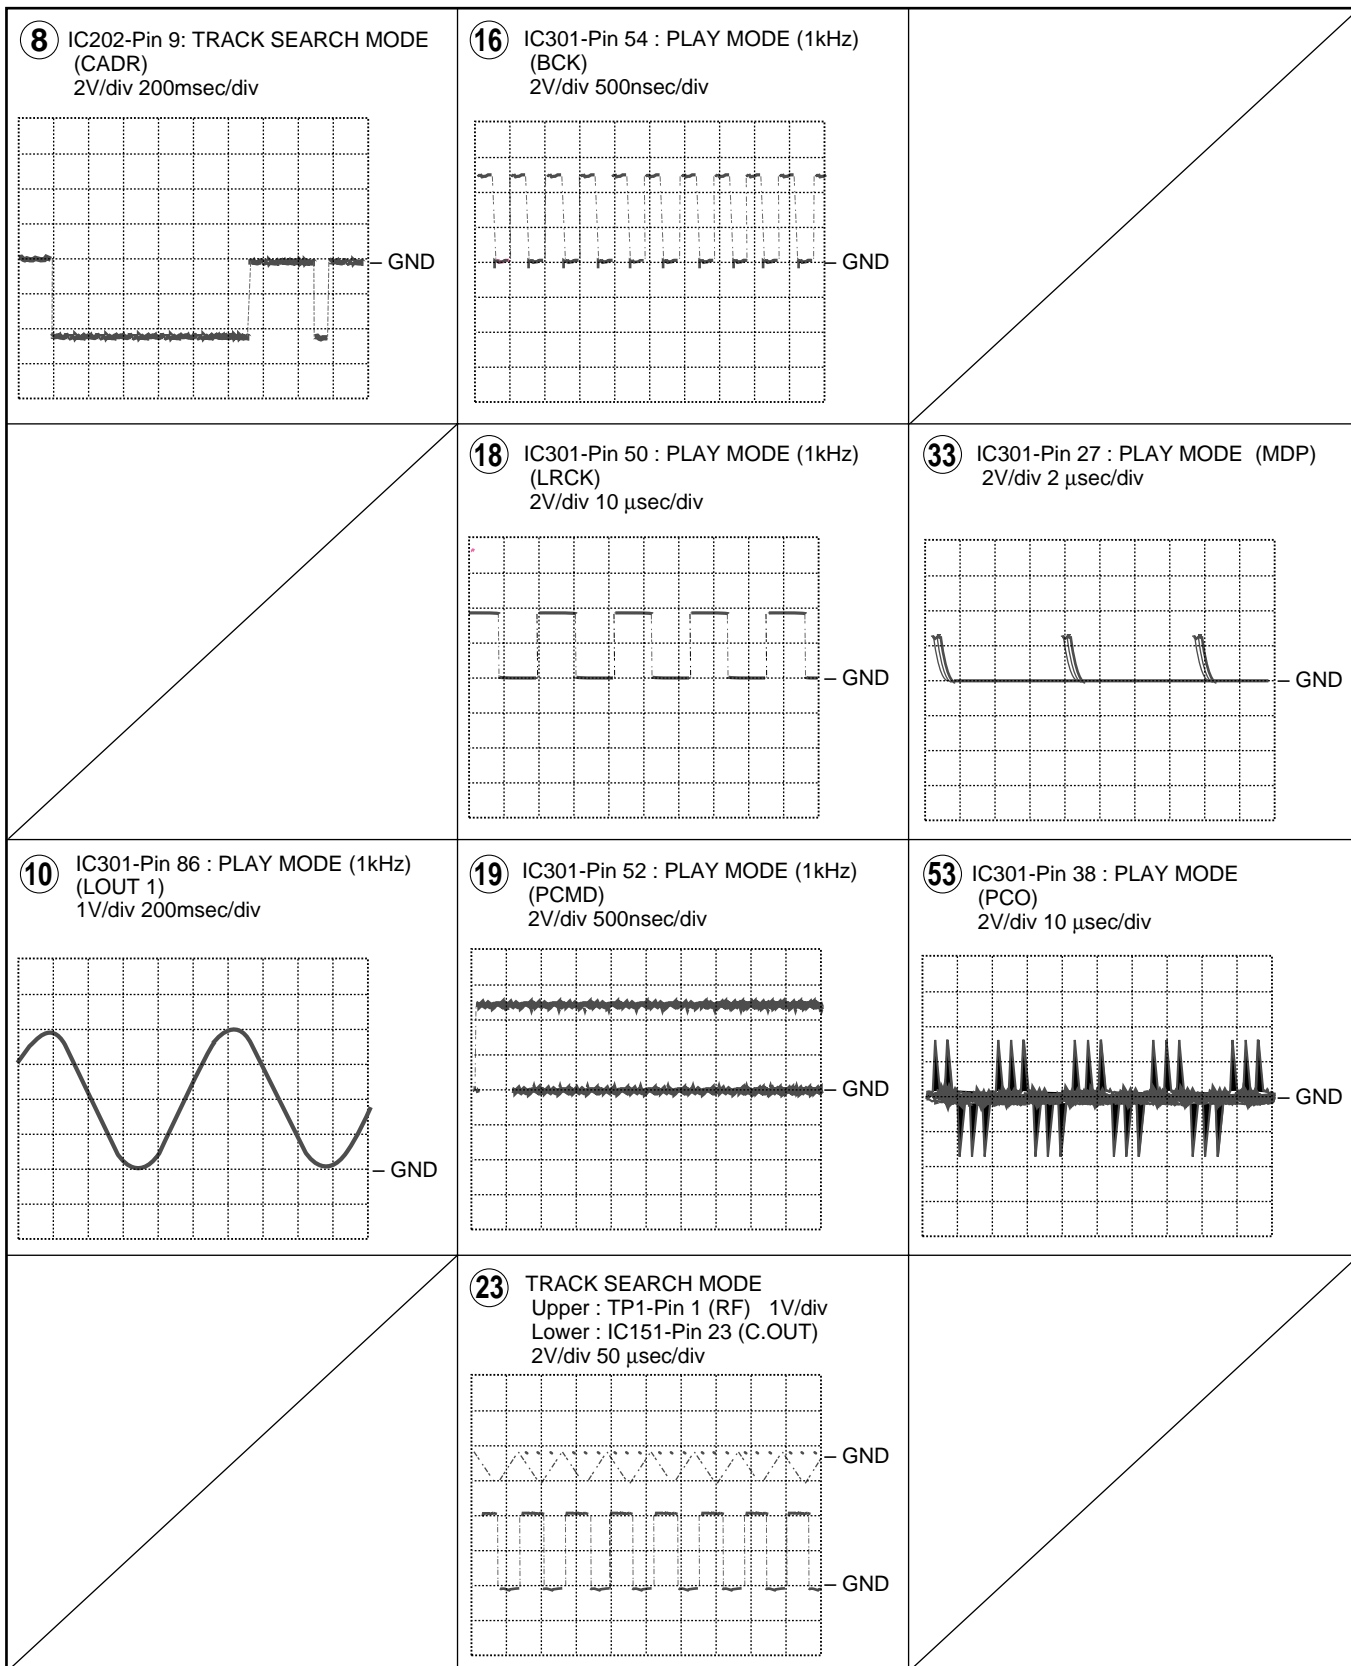 8 IC202-Pin 9: TRACK SEARCH MODE
(CADR)
2V/div 200msec/div
– GND
16 IC301-Pin 54 : PLAY MODE (1kHz)
(BCK)
2V/div 500nsec/div
– GND
18 IC301-Pin 50 : PLAY MODE (1kHz)
(LRCK)
2V/div 10 µsec/div
– GND
33 IC301-Pin 27 : PLAY MODE (MDP)
2V/div 2 µsec/div
– GND
10 IC301-Pin 86 : PLAY MODE (1kHz)
(LOUT 1)
1V/div 200msec/div
– GND
19 IC301-Pin 52 : PLAY MODE (1kHz)
(PCMD)
2V/div 500nsec/div
– GND
53 IC301-Pin 38 : PLAY MODE
(PCO)
2V/div 10 µsec/div
– GND
23 TRACK SEARCH MODE
Upper : TP1-Pin 1 (RF) 1V/div
Lower : IC151-Pin 23 (C.OUT)
2V/div 50 µsec/div
– GND
– GND